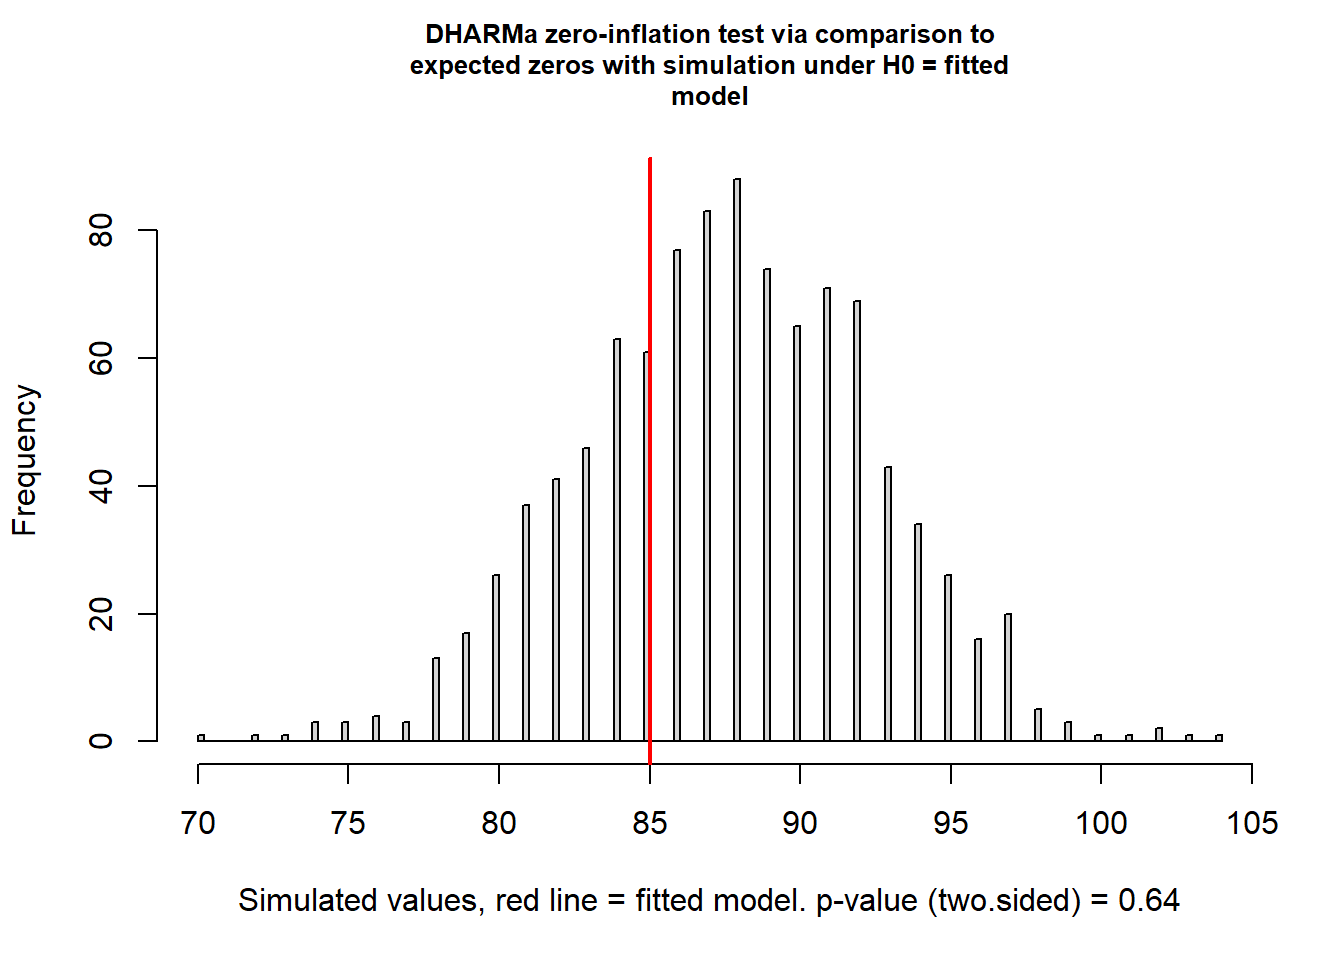 DHARMa zero-inflation test via comparison to
expected zeros with simulation under H0 = fitted
model
Frequency
80
60
40
20
0
70 75 80 85 90 95 100 105
Simulated values, red line = fitted model. p-value (two.sided) = 0.64